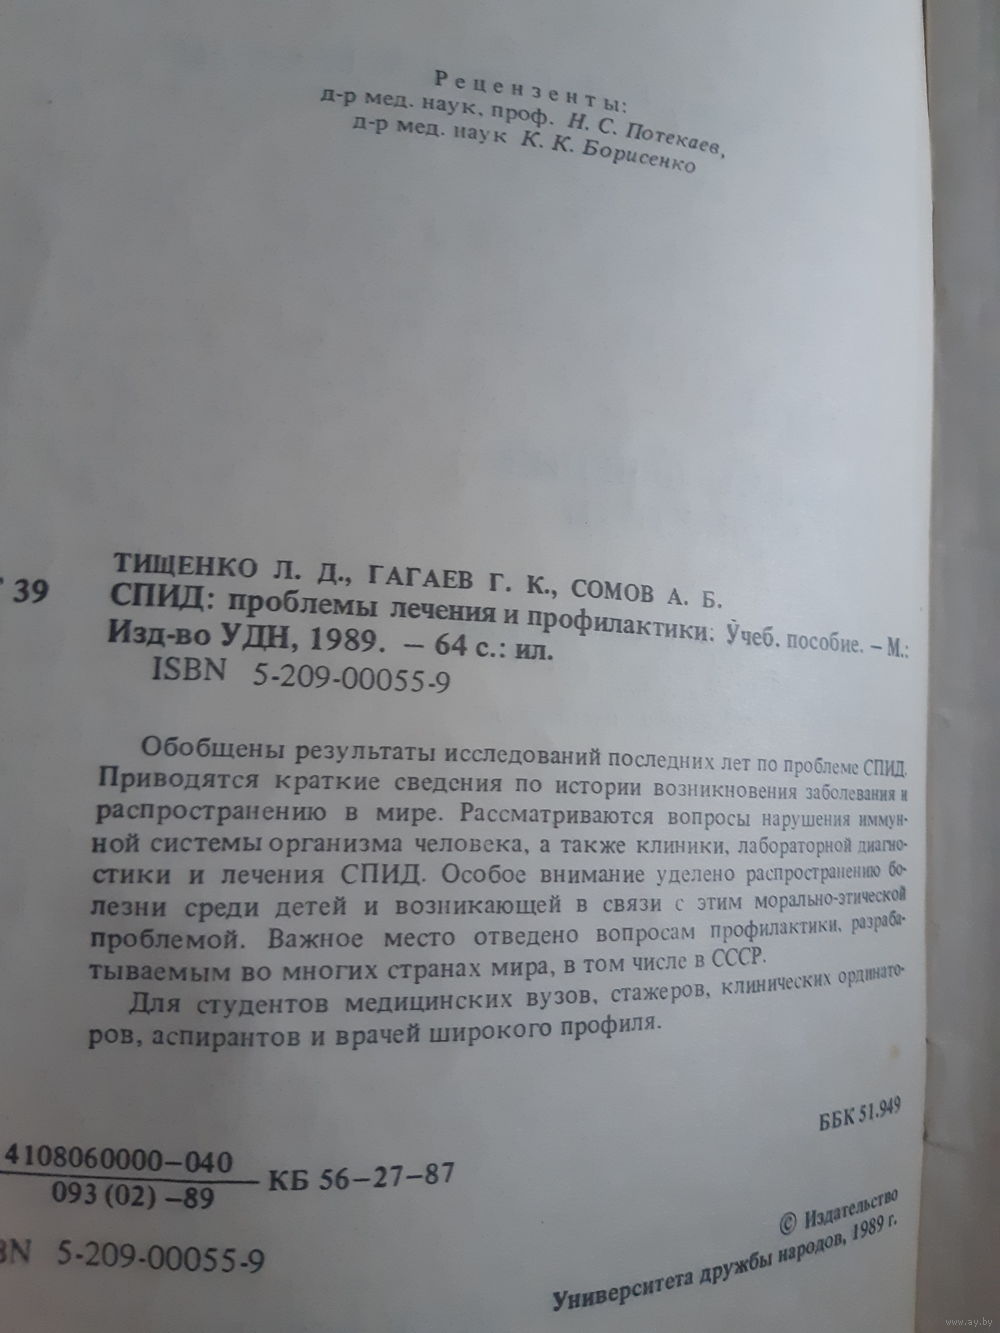 Рецензенты:
д-р мед. наук, проф. Н. С. Потекаев,
д-р мед. наук К. К. Борисенко
ТИЩЕНКО Л. Д., ГАГАЕВ Г. К., СОМОВ А. Б.
39
СПИД: проблемы лечения и профилактики: Учеб. пособие. – М.:
Изд-во УДН, 1989. – 64 с.: ил.
ISBN 5-209-00055-9
Обобщены результаты исследований последних лет по проблеме СПИД.
Приводятся краткие сведения по истории возникновения заболевания и
распространению в мире. Рассматриваются вопросы нарушения иммун-
ной системы организма человека, а также клиники, лабораторной диагно-
стики и лечения СПИД. Особое внимание уделено распространению бо-
лезни среди детей и возникающей в связи с этим морально-этической
проблемой. Важное место отведено вопросам профилактики, разраба-
тываемым во многих странах мира, в том числе в СССР.
Для студентов медицинских вузов, стажеров, клинических ординато-
ров, аспирантов и врачей широкого профиля.
ББК 51.949
4108060000–040
093(02)–89
КБ 56–27–87
© Издательство
Университета дружбы народов, 1989 г.
BN 5-209-00055-9
www.ay.by